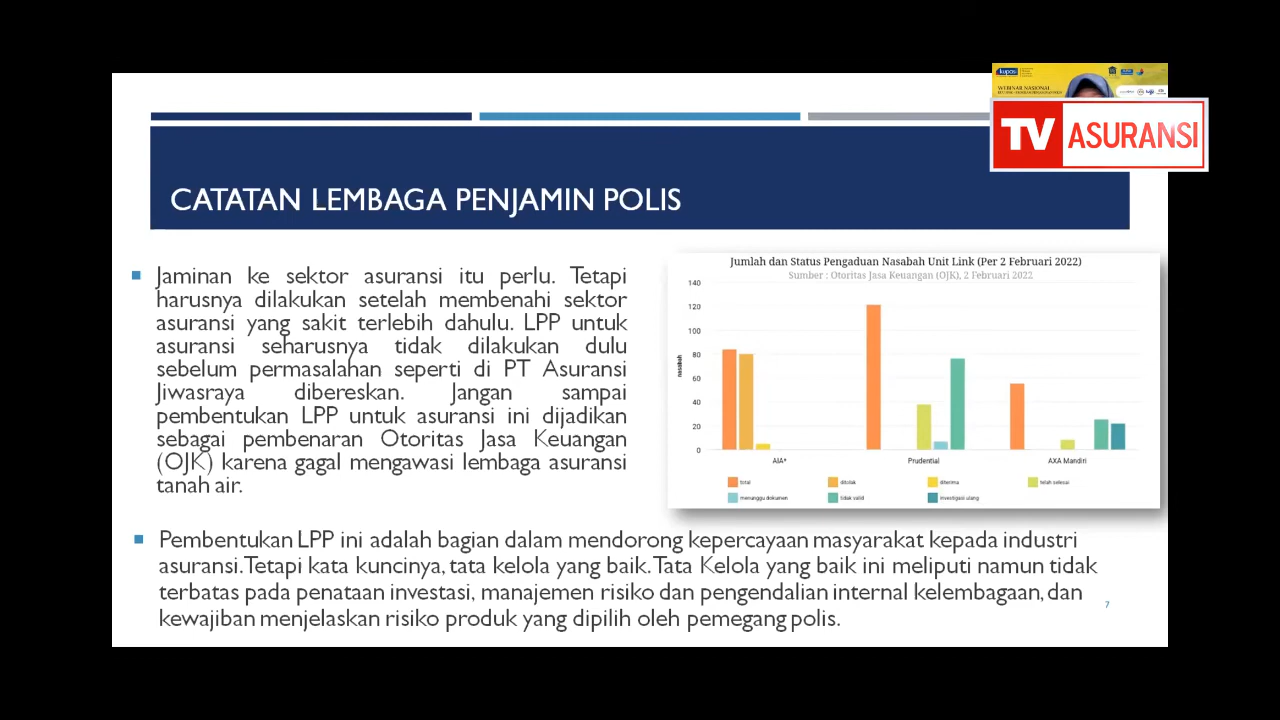 kupasi
WEBINAR NASIONAL
TV ASURANSI
CATATAN LEMBAGA PENJAMIN POLIS
Jaminan ke sektor asuransi itu perlu. Tetapi
harusnya dilakukan setelah membenahi sektor
asuransi yang sakit terlebih dahulu. LPP untuk
asuransi seharusnya tidak dilakukan dulu
sebelum permasalahan seperti di PT Asuransi
Jiwasraya dibereskan. Jangan sampai
pembentukan LPP untuk asuransi ini dijadikan
sebagai pembenaran Otoritas Jasa Keuangan
(OJK) karena gagal mengawasi lembaga asuransi
tanah air.
Jumlah dan Status Pengaduan Nasabah Unit Link (Per 2 Februari 2022)
Sumber : Otoritas Jasa Keuangan (OJK), 2 Februari 2022
140
120
100
80
60
40
20
0
nasabah
AIA* Prudential AXA Mandiri
total ditolak diterima telah selesai
menunggu dokumen tidak valid investigasi ulang
Pembentukan LPP ini adalah bagian dalam mendorong kepercayaan masyarakat kepada industri
asuransi. Tetapi kata kuncinya, tata kelola yang baik. Tata Kelola yang baik ini meliputi namun tidak
terbatas pada penataan investasi, manajemen risiko dan pengendalian internal kelembagaan, dan
kewajiban menjelaskan risiko produk yang dipilih oleh pemegang polis.
7